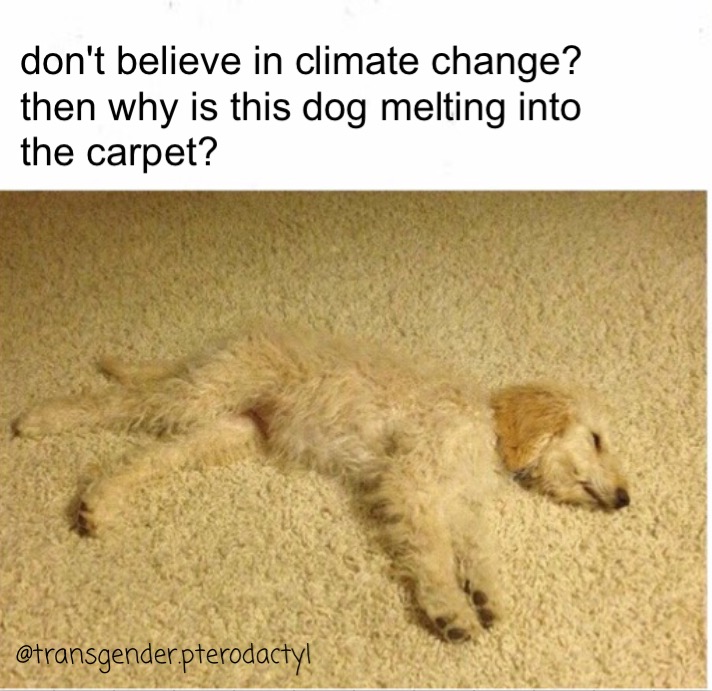 don't believe in climate change?
then why is this dog melting into
the carpet?
@transgender.pterodactyl